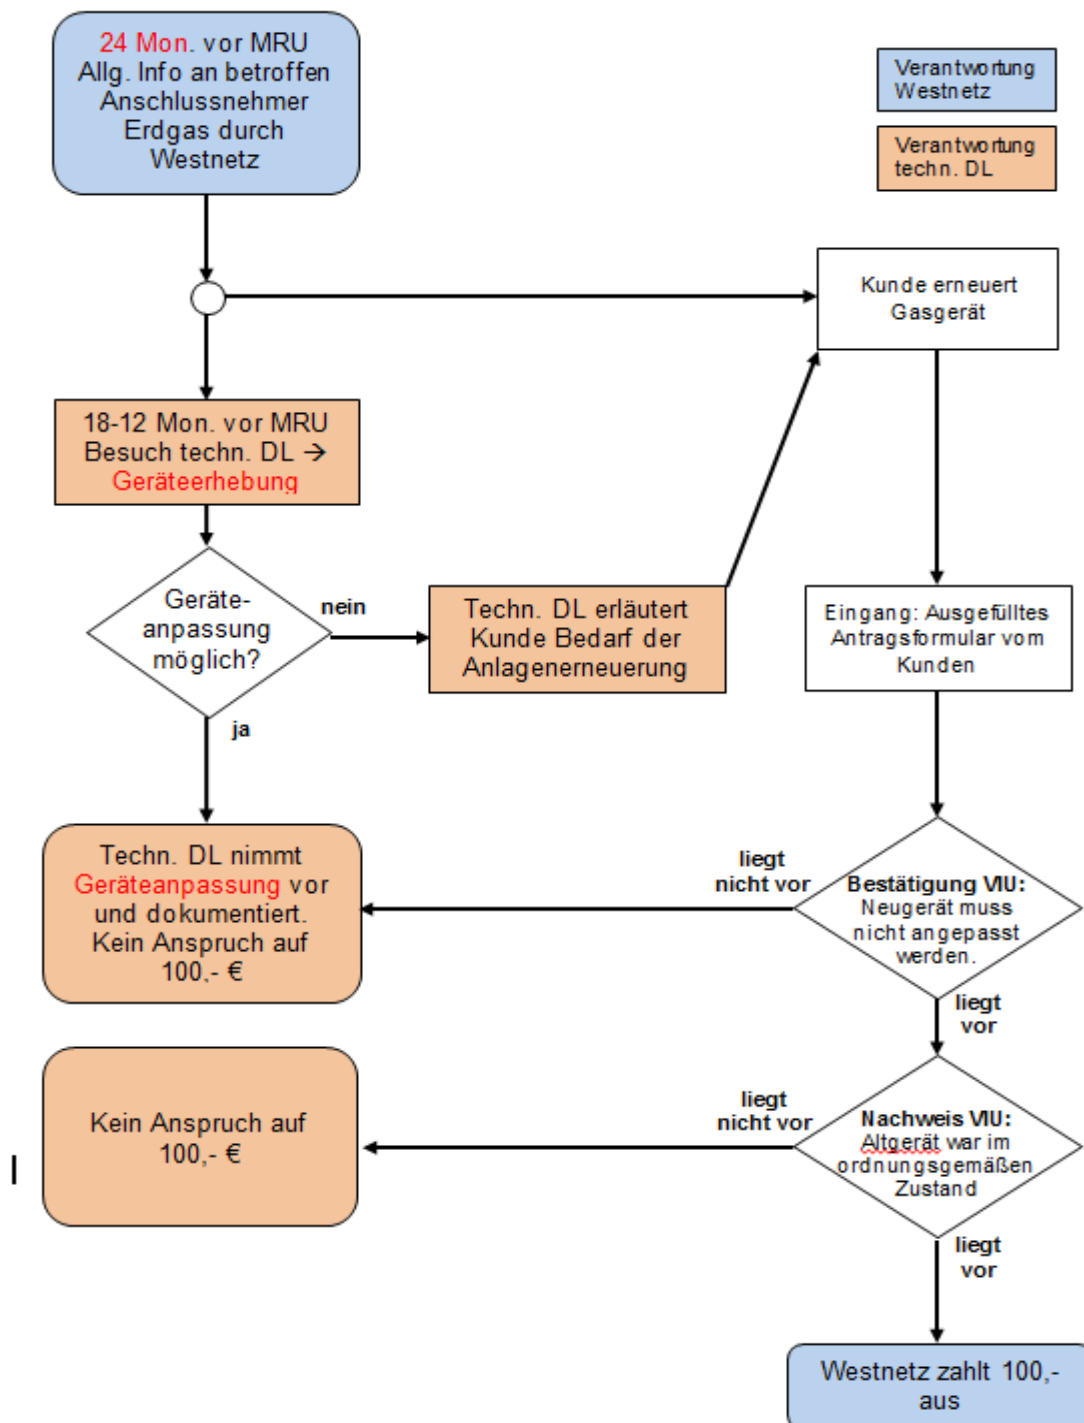 24 Mon. vor MRU
Allg. Info an betroffen
Anschlussnehmer
Erdgas durch
Westnetz
Verantwortung
Westnetz
Verantwortung
techn. DL
Kunde erneuert
Gasgerät
18-12 Mon. vor MRU
Besuch techn. DL →
Geräteerhebung
Geräte-
anpassung
möglich?
nein
Techn. DL erläutert
Kunde Bedarf der
Anlagenerneuerung
Eingang: Ausgefülltes
Antragsformular vom
Kunden
ja
Techn. DL nimmt
Geräteanpassung vor
und dokumentiert.
Kein Anspruch auf
100,- €
liegt
nicht vor
Bestätigung VIU:
Neugerät muss
nicht angepasst
werden.
liegt
vor
Kein Anspruch auf
100,- €
liegt
nicht vor
Nachweis VIU:
Altgerät war im
ordnungsgemäßen
Zustand
liegt
vor
Westnetz zahlt 100,-
aus